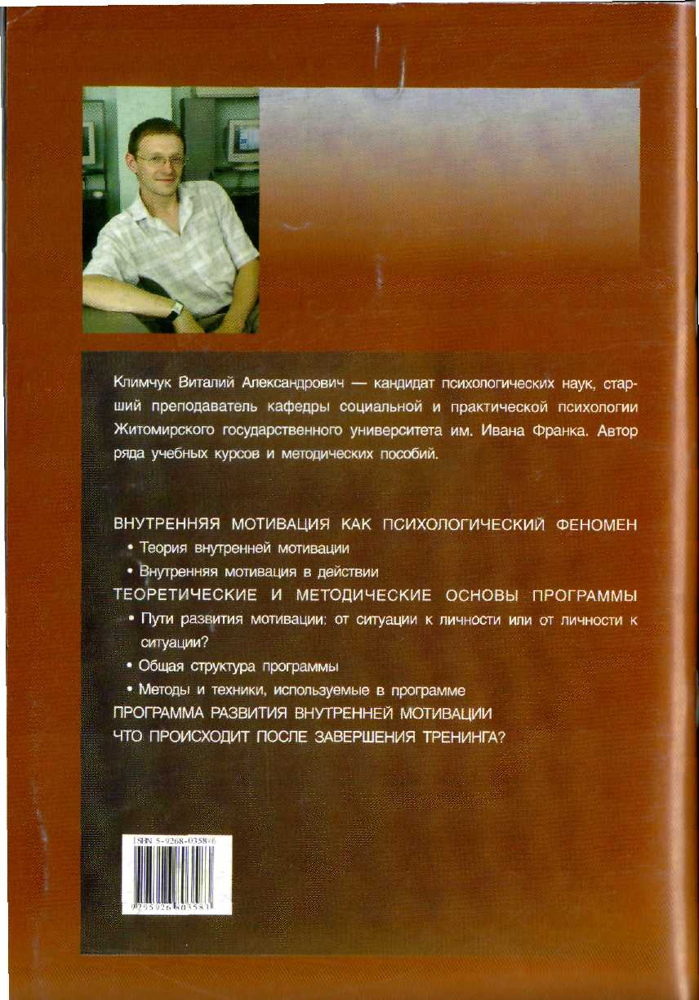 Климчук Виталий Александрович — кандидат психологических наук, стар-
ший преподаватель кафедры социальной и практической психологии
Житомирского государственного университета им. Ивана Франка. Автор
ряда учебных курсов и методических пособий.
ВНУТРЕННЯЯ МОТИВАЦИЯ КАК ПСИХОЛОГИЧЕСКИЙ ФЕНОМЕН
• Теория внутренней мотивации
• Внутренняя мотивация в действии
ТЕОРЕТИЧЕСКИЕ И МЕТОДИЧЕСКИЕ ОСНОВЫ ПРОГРАММЫ
• Пути развития мотивации: от ситуации к личности или от личности к
ситуации?
• Общая структура программы
• Методы и техники, используемые в программе
ПРОГРАММА РАЗВИТИЯ ВНУТРЕННЕЙ МОТИВАЦИИ
ЧТО ПРОИСХОДИТ ПОСЛЕ ЗАВЕРШЕНИЯ ТРЕНИНГА?
ISBN 5-9268-0358-6